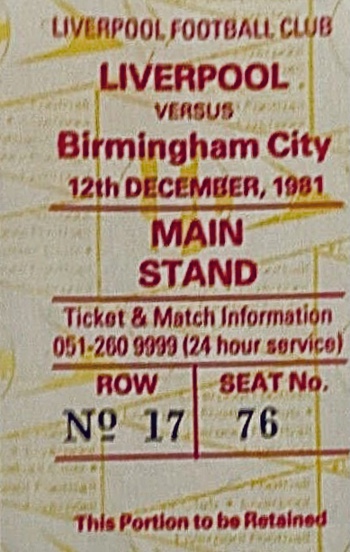 LIVERPOOL FOOTBALL CLUB
LIVERPOOL
VERSUS
Birmingham City
12th DECEMBER, 1981
MAIN
STAND
Ticket & Match Information
051-260 9999 (24 hour service)
ROW SEAT No.
Nº 17 76
This Portion to be Retained